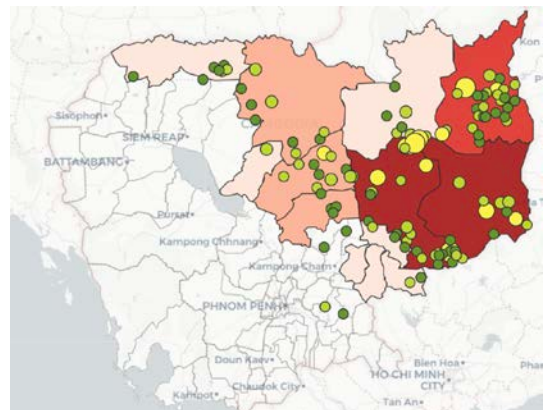 Kon
Sisophon
SIEM REAP
BATTAMBANG
Pursat
Kampong Chhnang
Kampong Cham
PHNOM PENH
Doun Kaev
Bien Hoa
Phan
HO CHI MINH
CITY
Kampot
Chaudok City
Tan An